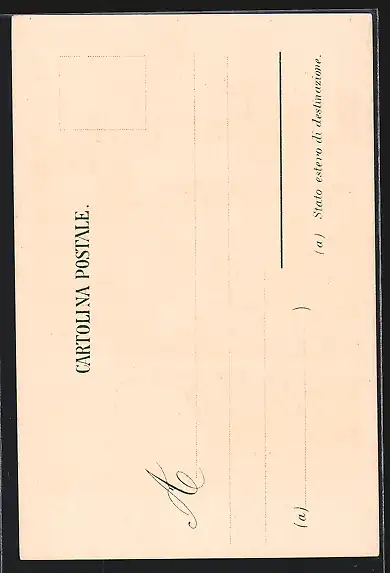 CARTOLINA POSTALE.
A
(a) )
(a) Stato estero di destinazione.